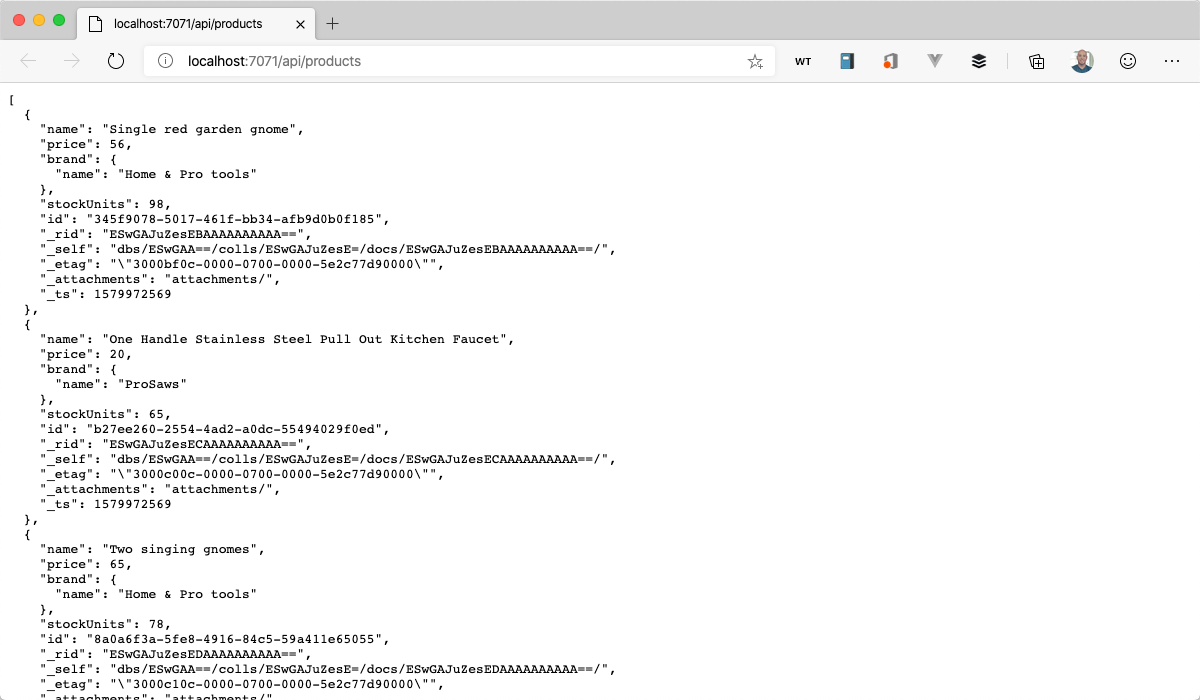 localhost:7071/api/products
localhost:7071/api/products
WT
[
  {
    "name": "Single red garden gnome",
    "price": 56,
    "brand": {
      "name": "Home & Pro tools"
    },
    "stockUnits": 98,
    "id": "345f9078-5017-461f-bb34-afb9d0b0f185",
    "_rid": "ESwGAJuZesEBAAAAAAAAAA==",
    "_self": "dbs/ESwGAA==/colls/ESwGAJuZesE=/docs/ESwGAJuZesEBAAAAAAAAAA==/",
    "_etag": "\"3000bf0c-0000-0700-0000-5e2c77d90000\"",
    "_attachments": "attachments/",
    "_ts": 1579972569
  },
  {
    "name": "One Handle Stainless Steel Pull Out Kitchen Faucet",
    "price": 20,
    "brand": {
      "name": "ProSaws"
    },
    "stockUnits": 65,
    "id": "b27ee260-2554-4ad2-a0dc-55494029f0ed",
    "_rid": "ESwGAJuZesECAAAAAAAAAA==",
    "_self": "dbs/ESwGAA==/colls/ESwGAJuZesE=/docs/ESwGAJuZesECAAAAAAAAAA==/",
    "_etag": "\"3000c00c-0000-0700-0000-5e2c77d90000\"",
    "_attachments": "attachments/",
    "_ts": 1579972569
  },
  {
    "name": "Two singing gnomes",
    "price": 65,
    "brand": {
      "name": "Home & Pro tools"
    },
    "stockUnits": 78,
    "id": "8a0a6f3a-5fe8-4916-84c5-59a411e65055",
    "_rid": "ESwGAJuZesEDAAAAAAAAAA==",
    "_self": "dbs/ESwGAA==/colls/ESwGAJuZesE=/docs/ESwGAJuZesEDAAAAAAAAAA==/",
    "_etag": "\"3000c10c-0000-0700-0000-5e2c77d90000\"",
    "_attachments": "attachments/"